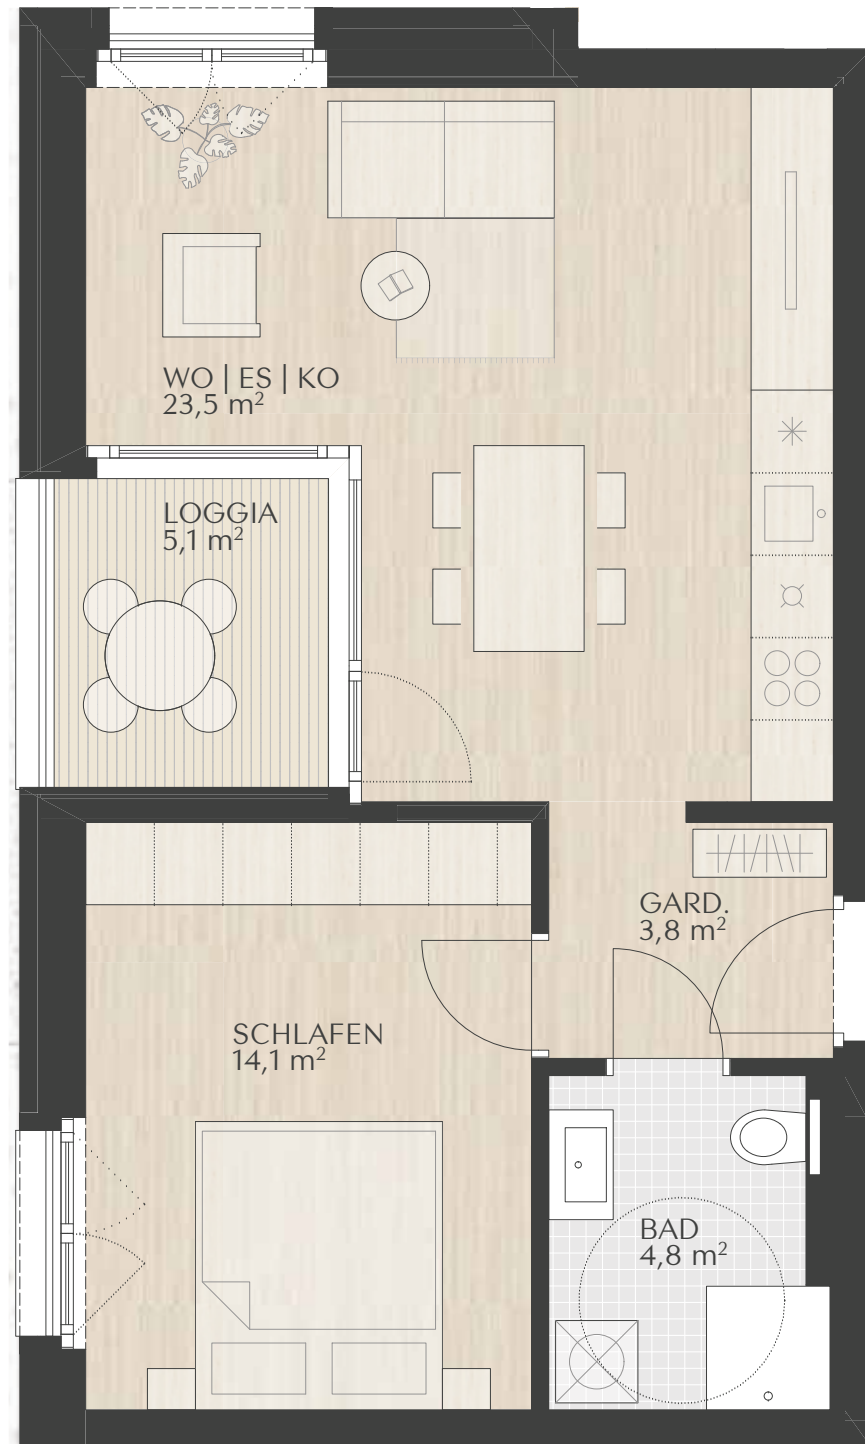 WO | ES | KO
23,5 m²
LOGGIA
5,1 m²
GARD.
3,8 m²
SCHLAFEN
14,1 m²
BAD
4,8 m²